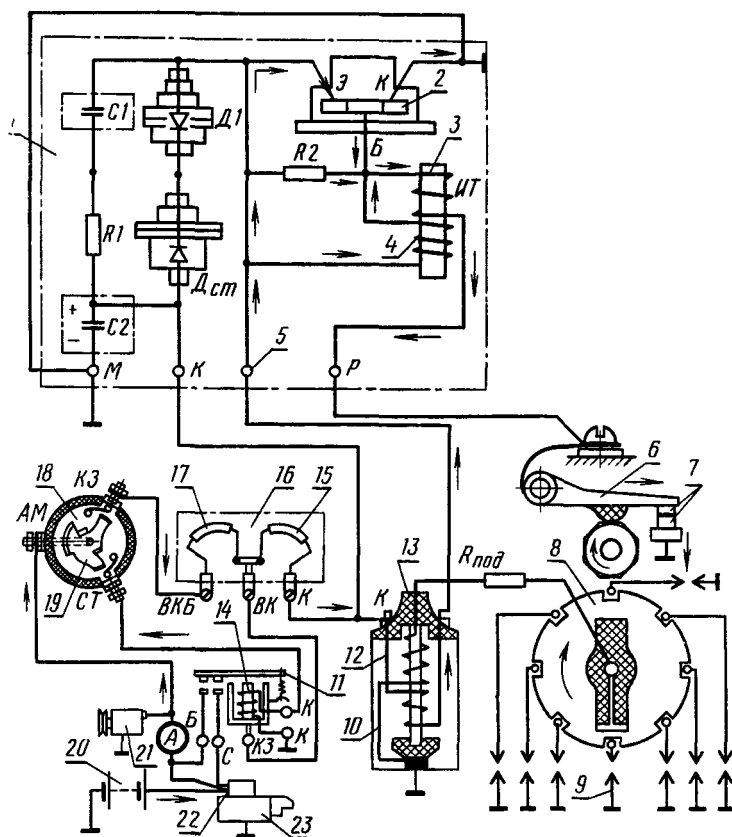 Э К 2
C1 Д1
Б
R2 3
ИТ
1
R1 4
Дст
+
C2
−
5
М К Р
6
7
18 КЗ 17 16 15
АМ 13 Rпод 8
19 СТ 14 К
ВКБ ВК К
12
11
К
10
Б
А К
20 21 С КЗ
9
22 23